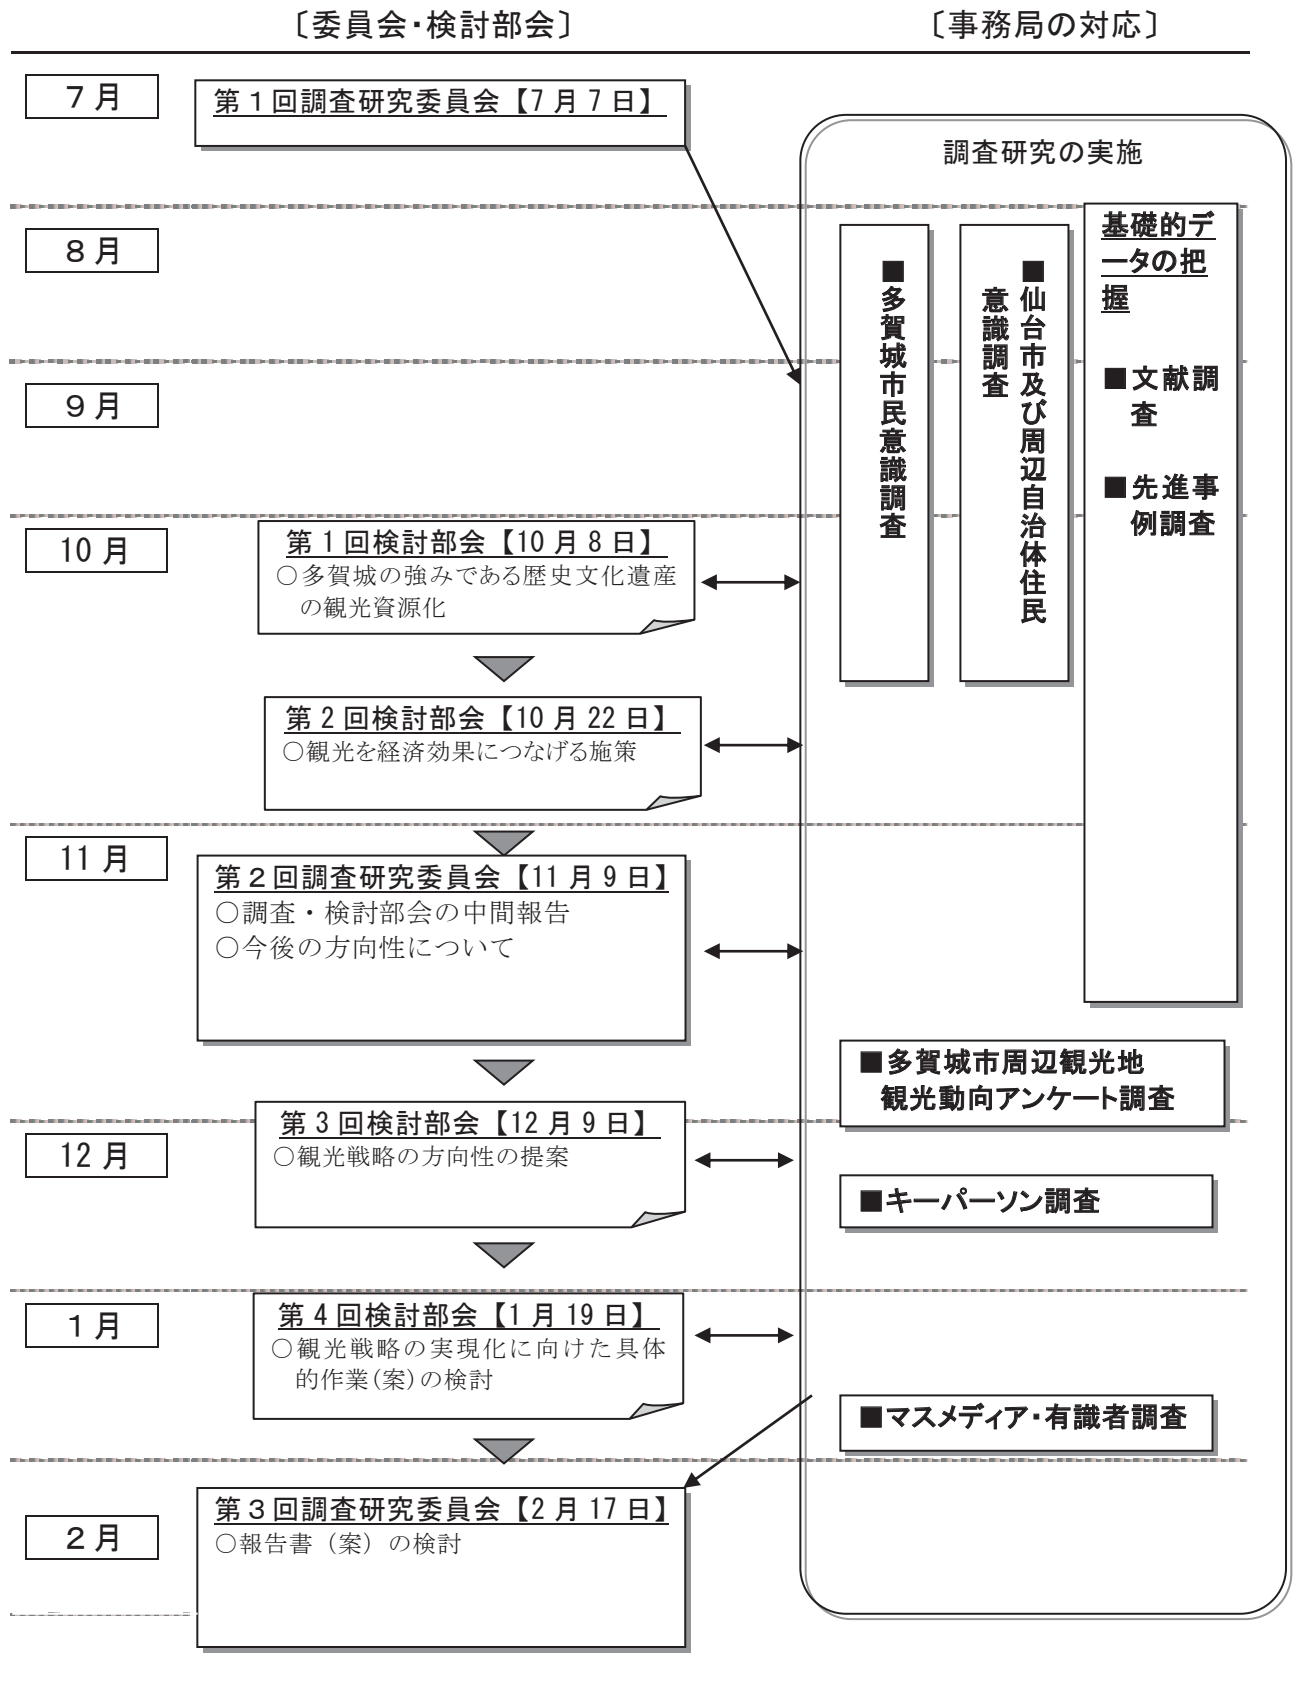 〔委員会・検討部会〕
〔事務局の対応〕
７月
第１回調査研究委員会【7月7日】
調査研究の実施
８月
■多賀城市民意識調査
■仙台市及び周辺自治体住民
意識調査
基礎的デ
ータの把
握
■文献調
査
■先進事
例調査
９月
10月
第１回検討部会【10月8日】
○多賀城の強みである歴史文化遺産
の観光資源化
第２回検討部会【10月22日】
○観光を経済効果につなげる施策
11月
第２回調査研究委員会【11月9日】
○調査・検討部会の中間報告
○今後の方向性について
■多賀城市周辺観光地
観光動向アンケート調査
12月
第３回検討部会【12月9日】
○観光戦略の方向性の提案
■キーパーソン調査
１月
第４回検討部会【1月19日】
○観光戦略の実現化に向けた具体
的作業(案)の検討
■マスメディア・有識者調査
２月
第３回調査研究委員会【2月17日】
○報告書（案）の検討